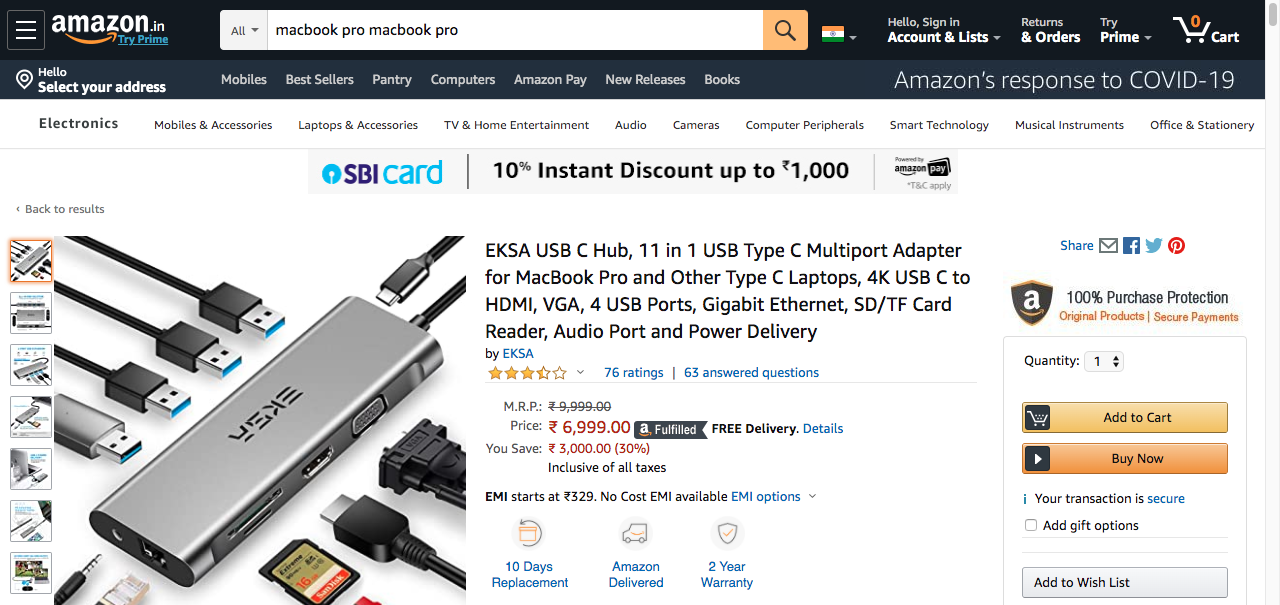 amazon.in
Try Prime
All
macbook pro macbook pro
Hello, Sign in
Account & Lists
Returns
& Orders
Try
Prime
0
Cart
Hello
Select your address
Mobiles
Best Sellers
Pantry
Computers
Amazon Pay
New Releases
Books
Amazon's response to COVID-19
Electronics
Mobiles & Accessories
Laptops & Accessories
TV & Home Entertainment
Audio
Cameras
Computer Peripherals
Smart Technology
Musical Instruments
Office & Stationery
SBI card
10% Instant Discount up to ₹1,000
Powered by
amazon pay
*T&C apply
‹ Back to results
EKSA
Extreme
16 GB
SanDisk
EKSA USB C Hub, 11 in 1 USB Type C Multiport Adapter
for MacBook Pro and Other Type C Laptops, 4K USB C to
HDMI, VGA, 4 USB Ports, Gigabit Ethernet, SD/TF Card
Reader, Audio Port and Power Delivery
by EKSA
76 ratings | 63 answered questions
M.R.P.: ₹ 9,999.00
Price: ₹ 6,999.00 a Fulfilled FREE Delivery. Details
You Save: ₹ 3,000.00 (30%)
Inclusive of all taxes
EMI starts at ₹329. No Cost EMI available EMI options
10 Days
Replacement
Amazon
Delivered
2 Year
Warranty
Share
a
100% Purchase Protection
Original Products | Secure Payments
Quantity: 1
Add to Cart
Buy Now
Your transaction is secure
Add gift options
Add to Wish List